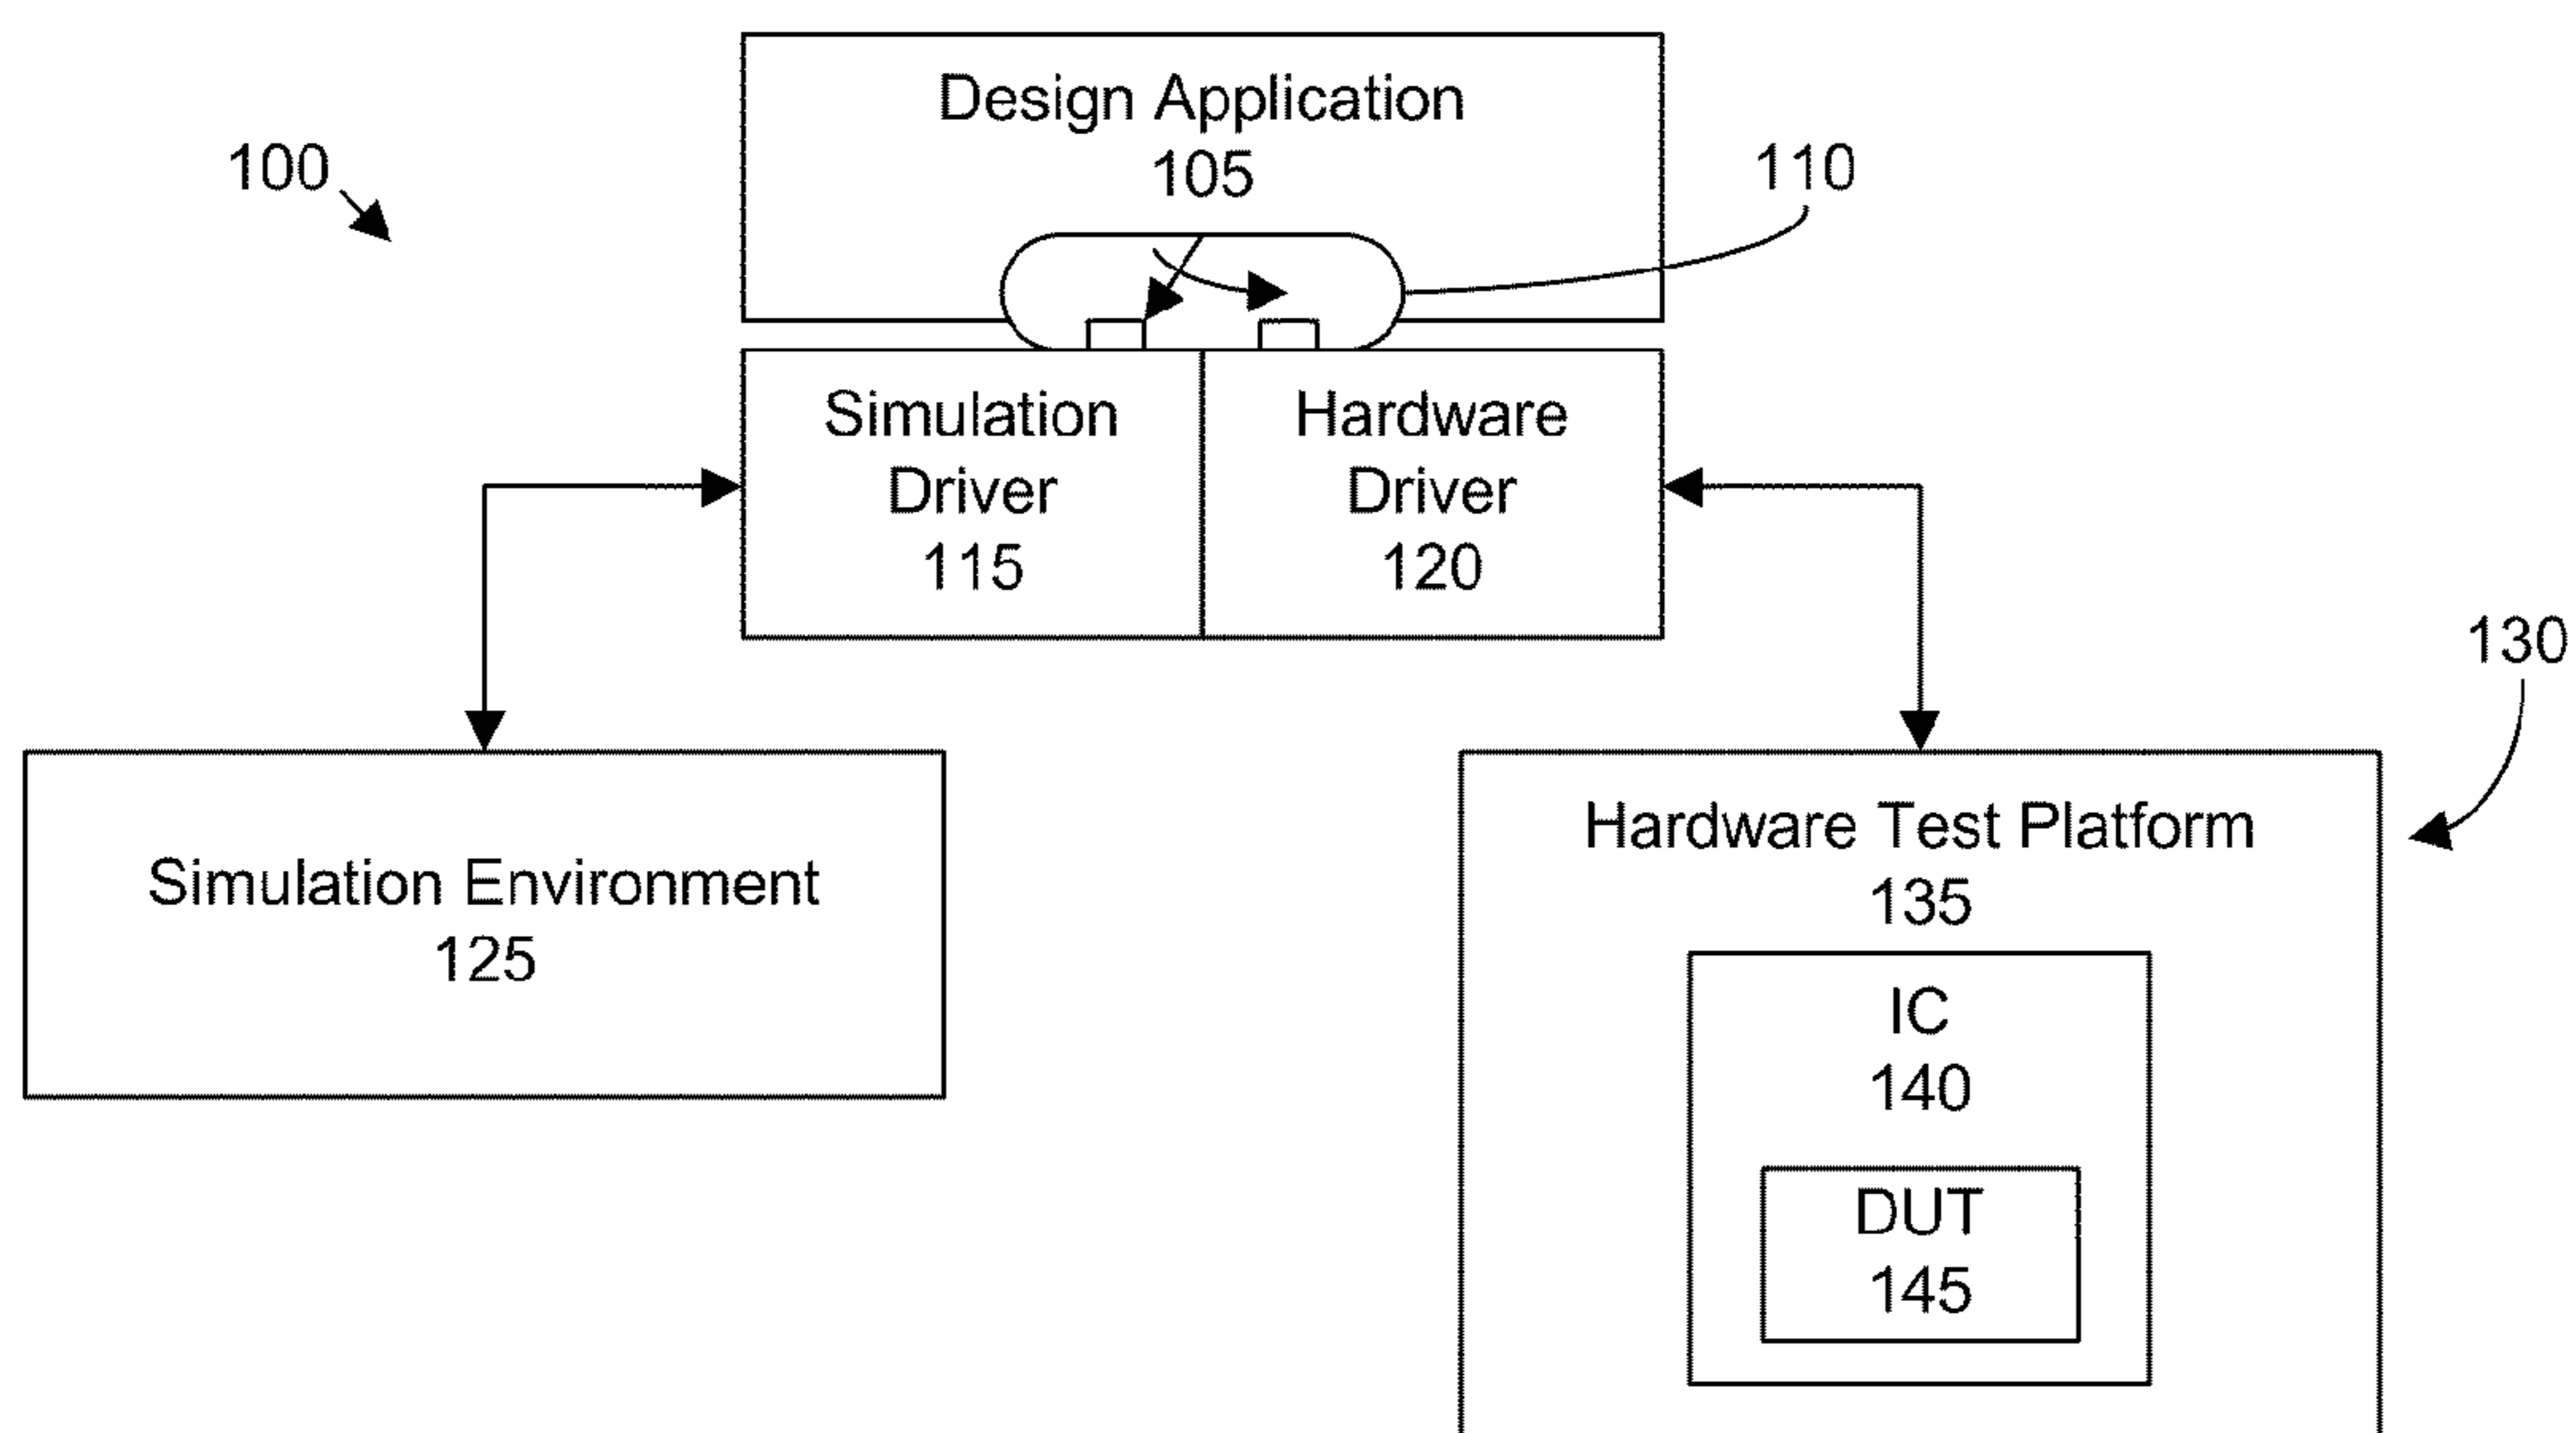 Design Application
105
100
110
Simulation
Driver
115
Hardware
Driver
120
130
Simulation Environment
125
Hardware Test Platform
135
IC
140
DUT
145